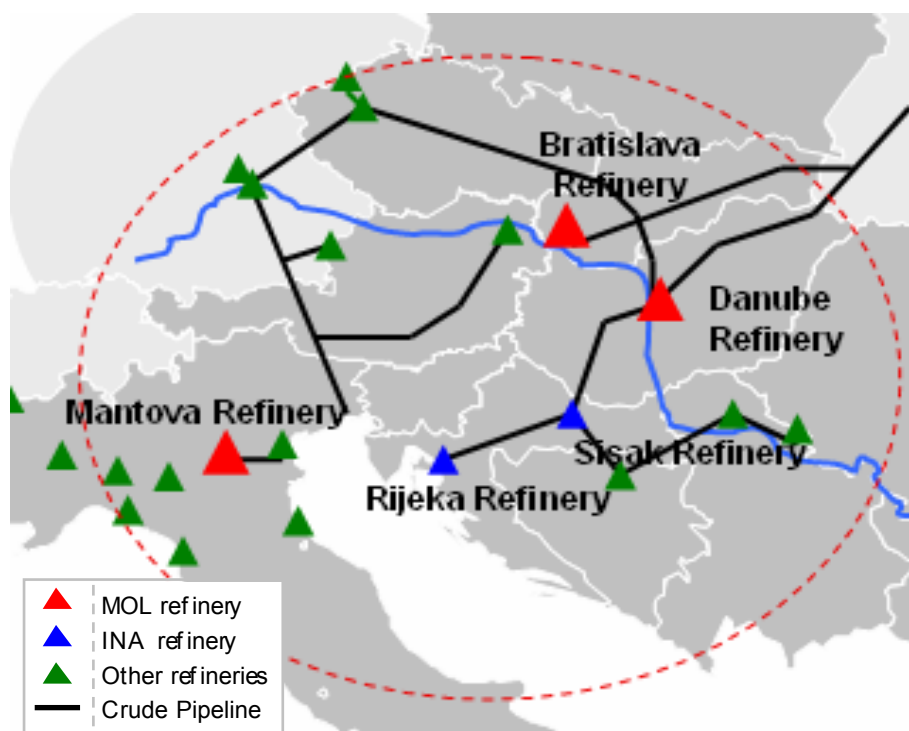 Bratislava
Refinery
Danube
Refinery
Mantova Refinery
Sisak Refinery
Rijeka Refinery
MOL refinery
INA refinery
Other refineries
Crude Pipeline